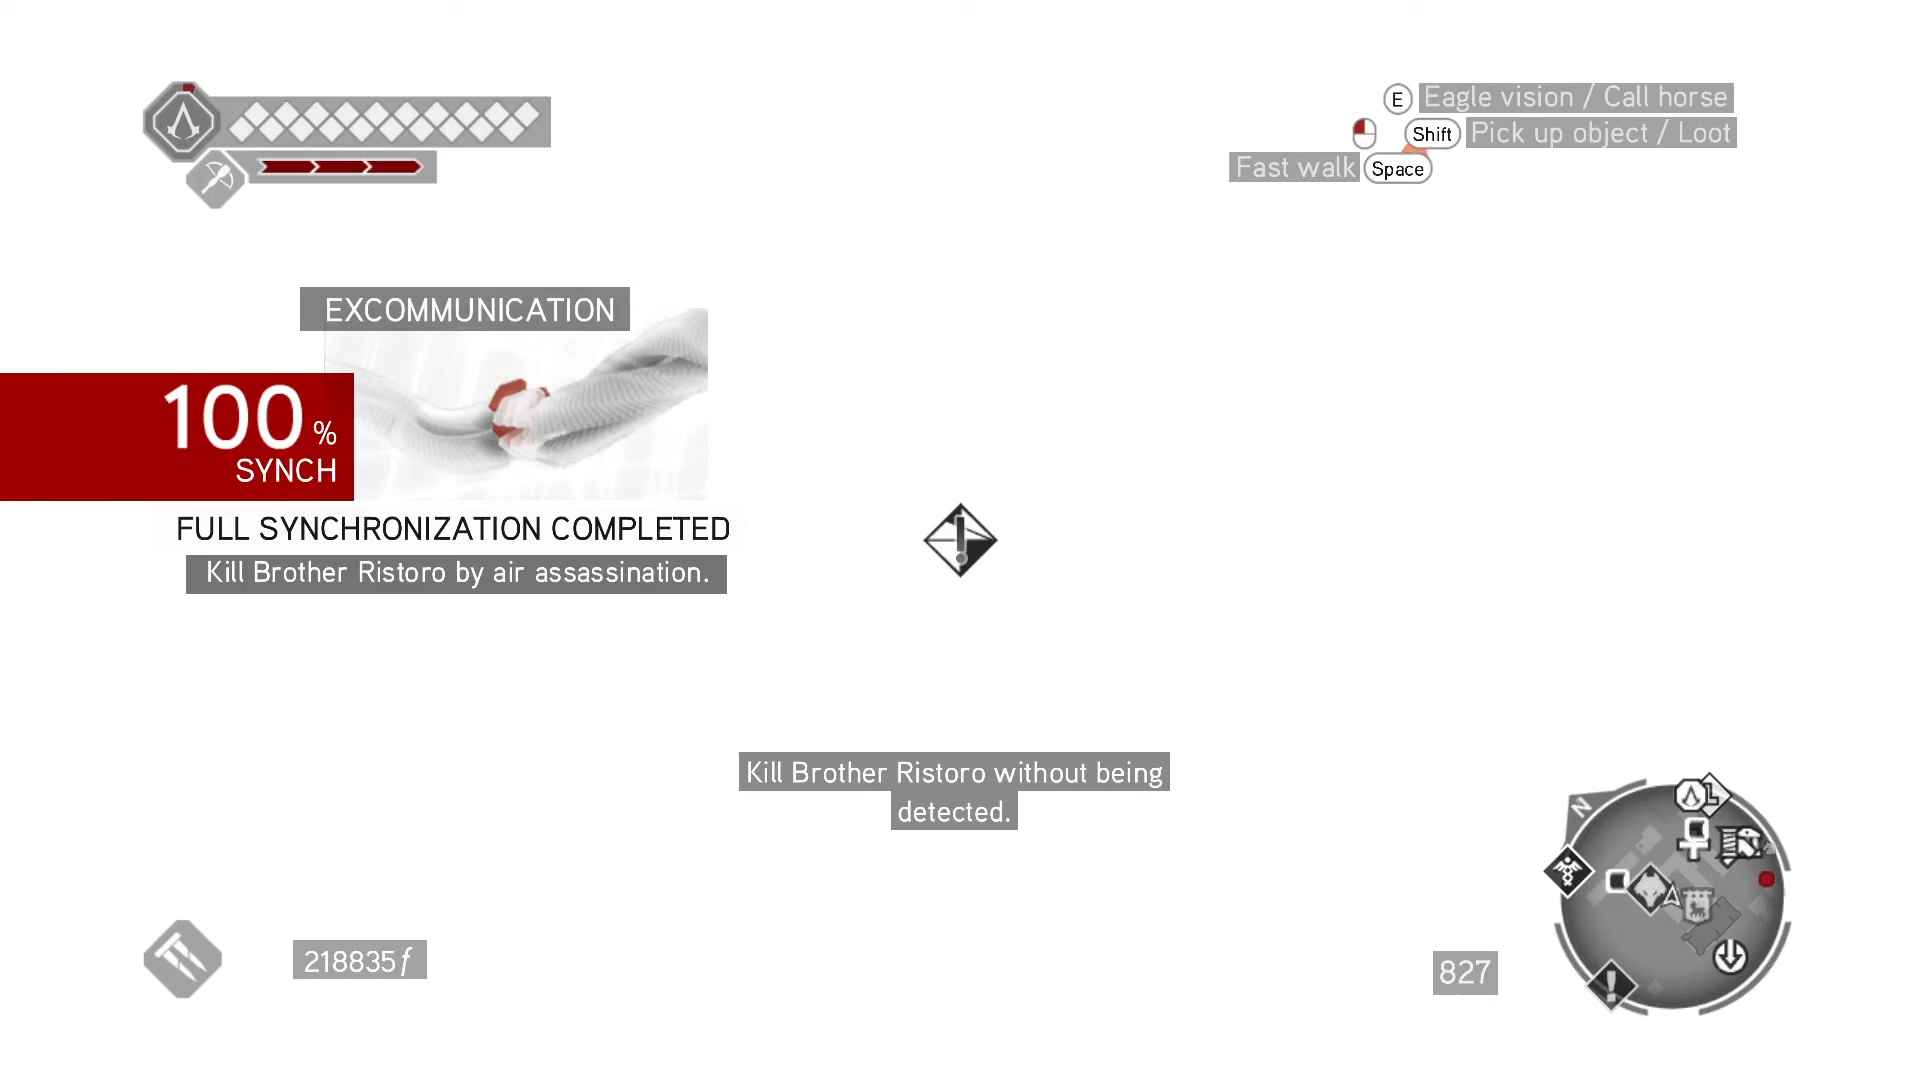 E Eagle vision / Call horse
Shift Pick up object / Loot
Fast walk Space
EXCOMMUNICATION
100 %
SYNCH
FULL SYNCHRONIZATION COMPLETED
Kill Brother Ristoro by air assassination.
Kill Brother Ristoro without being
detected.
N
L
218835 ƒ
827